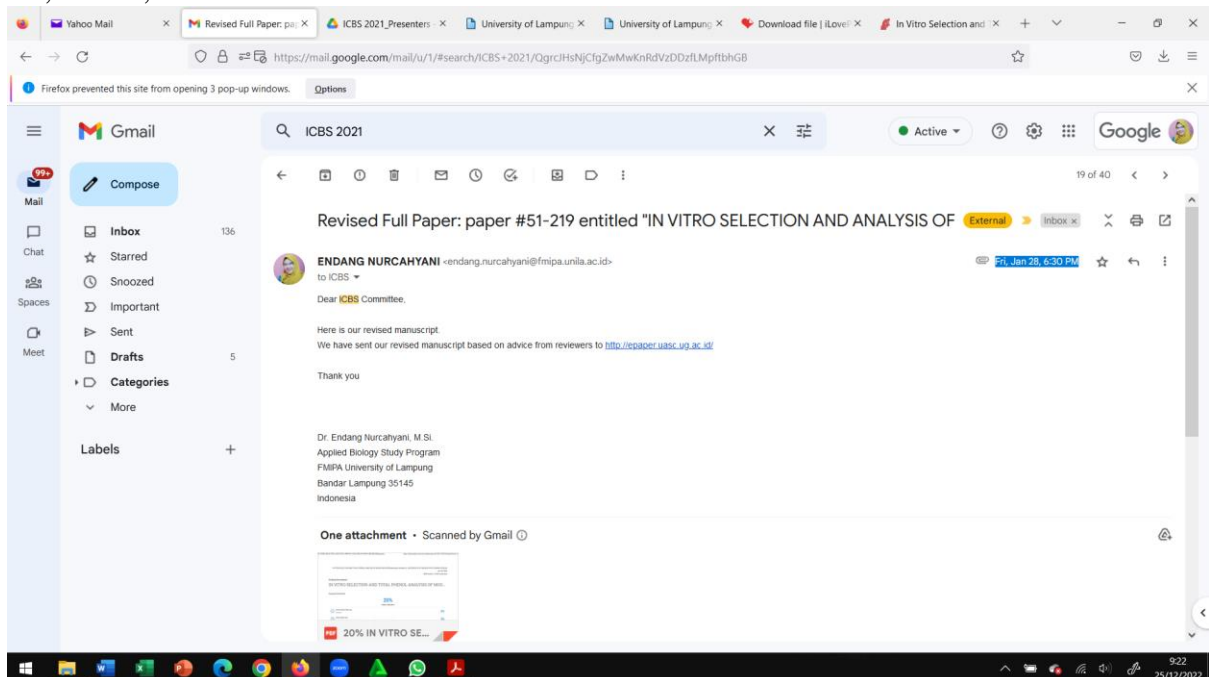 Yahoo Mail
Revised Full Paper: pap
ICBS 2021_Presenters -
University of Lampung
University of Lampung
Download file | iLoveP
In Vitro Selection and T
https://mail.google.com/mail/u/1/#search/ICBS+2021/QgrcJHsNjCfgZwMwKnRdVzDDzfLMpftbhGB
Firefox prevented this site from opening 3 pop-up windows. Options
Gmail
ICBS 2021
Active
Google
99+
Mail
Chat
Spaces
Meet
Compose
Inbox 136
Starred
Snoozed
Important
Sent
Drafts 5
Categories
More
Labels +
19 of 40
Revised Full Paper: paper #51-219 entitled "IN VITRO SELECTION AND ANALYSIS OF External Inbox ×
ENDANG NURCAHYANI <endang.nurcahyani@fmipa.unila.ac.id> Fri, Jan 28, 6:30 PM
to ICBS
Dear ICBS Committee,
Here is our revised manuscript.
We have sent our revised manuscript based on advice from reviewers to http://epaper.uasc.ug.ac.id/
Thank you
Dr. Endang Nurcahyani, M.Si.
Applied Biology Study Program
FMIPA University of Lampung
Bandar Lampung 35145
Indonesia
One attachment • Scanned by Gmail
IN VITRO SELECTION AND TOTAL PHENOL ANALYSIS OF
20%
PDF 20% IN VITRO SE...
9:22
25/12/2022